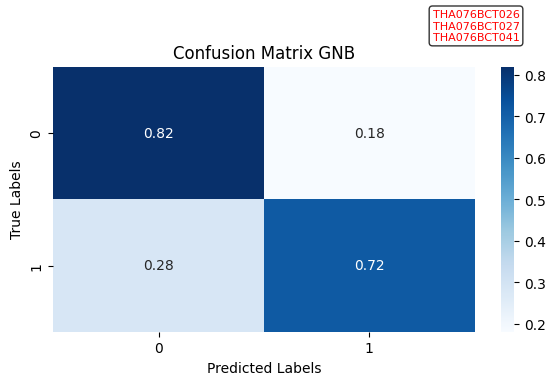 THA076BCT026
THA076BCT027
THA076BCT041
Confusion Matrix GNB
0.8
0
0.82
0.18
0.7
0.6
True Labels
0.5
0.4
1
0.28
0.72
0.3
0.2
0
1
Predicted Labels